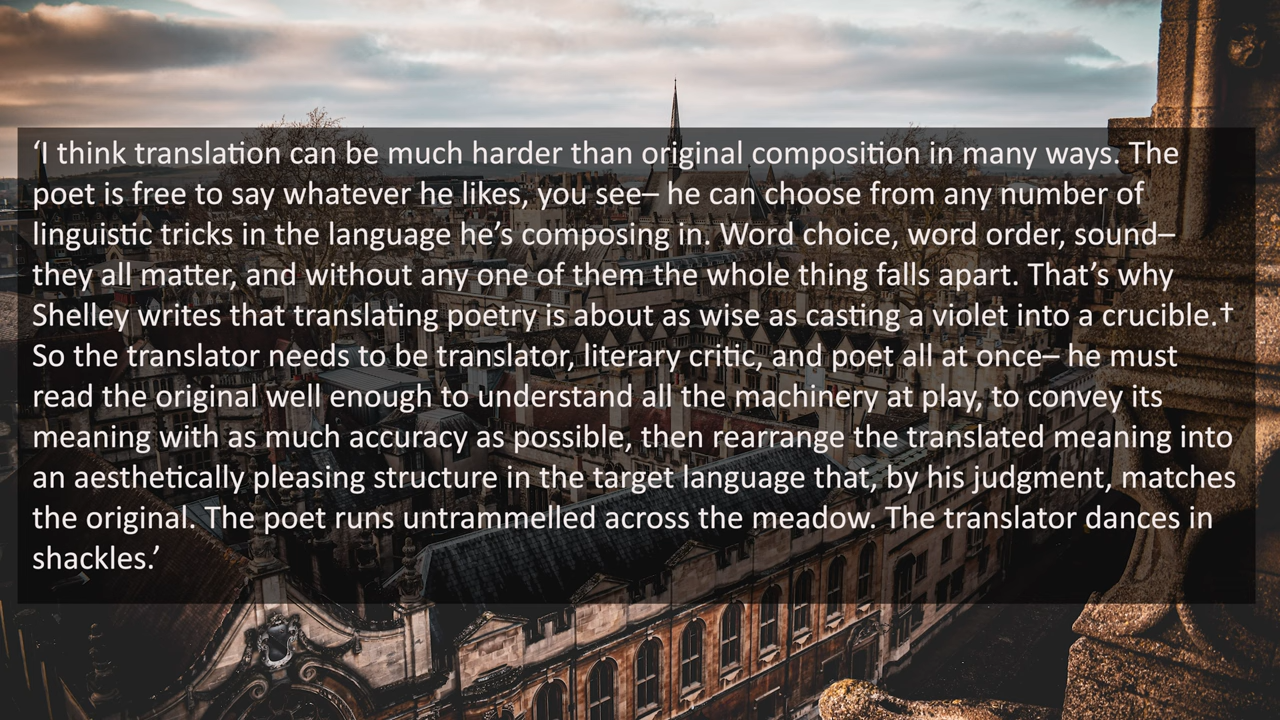 ‘I think translation can be much harder than original composition in many ways. The
poet is free to say whatever he likes, you see– he can choose from any number of
linguistic tricks in the language he’s composing in. Word choice, word order, sound–
they all matter, and without any one of them the whole thing falls apart. That’s why
Shelley writes that translating poetry is about as wise as casting a violet into a crucible.†
So the translator needs to be translator, literary critic, and poet all at once– he must
read the original well enough to understand all the machinery at play, to convey its
meaning with as much accuracy as possible, then rearrange the translated meaning into
an aesthetically pleasing structure in the target language that, by his judgment, matches
the original. The poet runs untrammelled across the meadow. The translator dances in
shackles.’